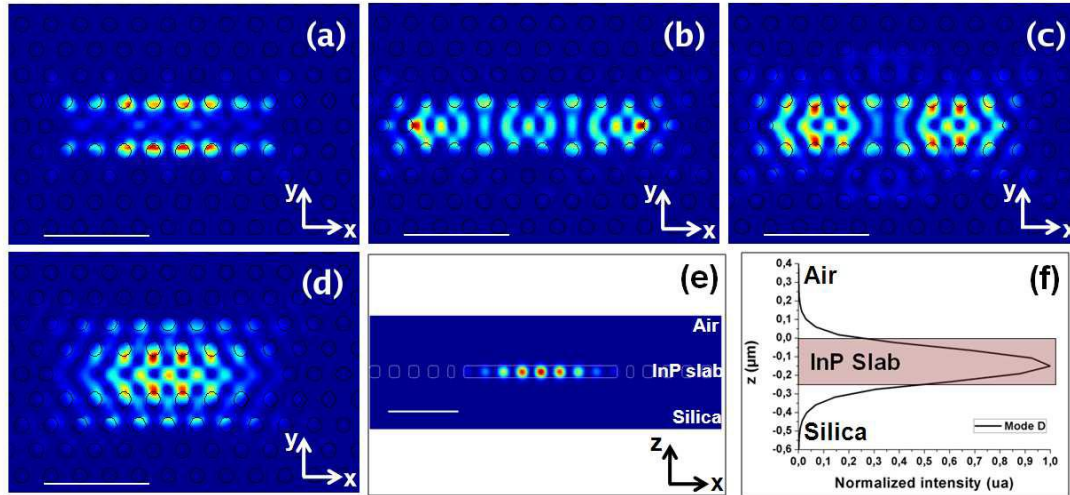 (a)
y
x
(b)
y
x
(c)
y
x
(d)
y
x
(e)
Air
InP slab
Silica
z
x
(f)
0,4
0,3
0,2
0,1
0,0
-0,1
-0,2
-0,3
-0,4
-0,5
-0,6
z (µm)
Air
InP Slab
Silica
Mode D
0,0 0,1 0,2 0,3 0,4 0,5 0,6 0,7 0,8 0,9 1,0
Normalized intensity (ua)